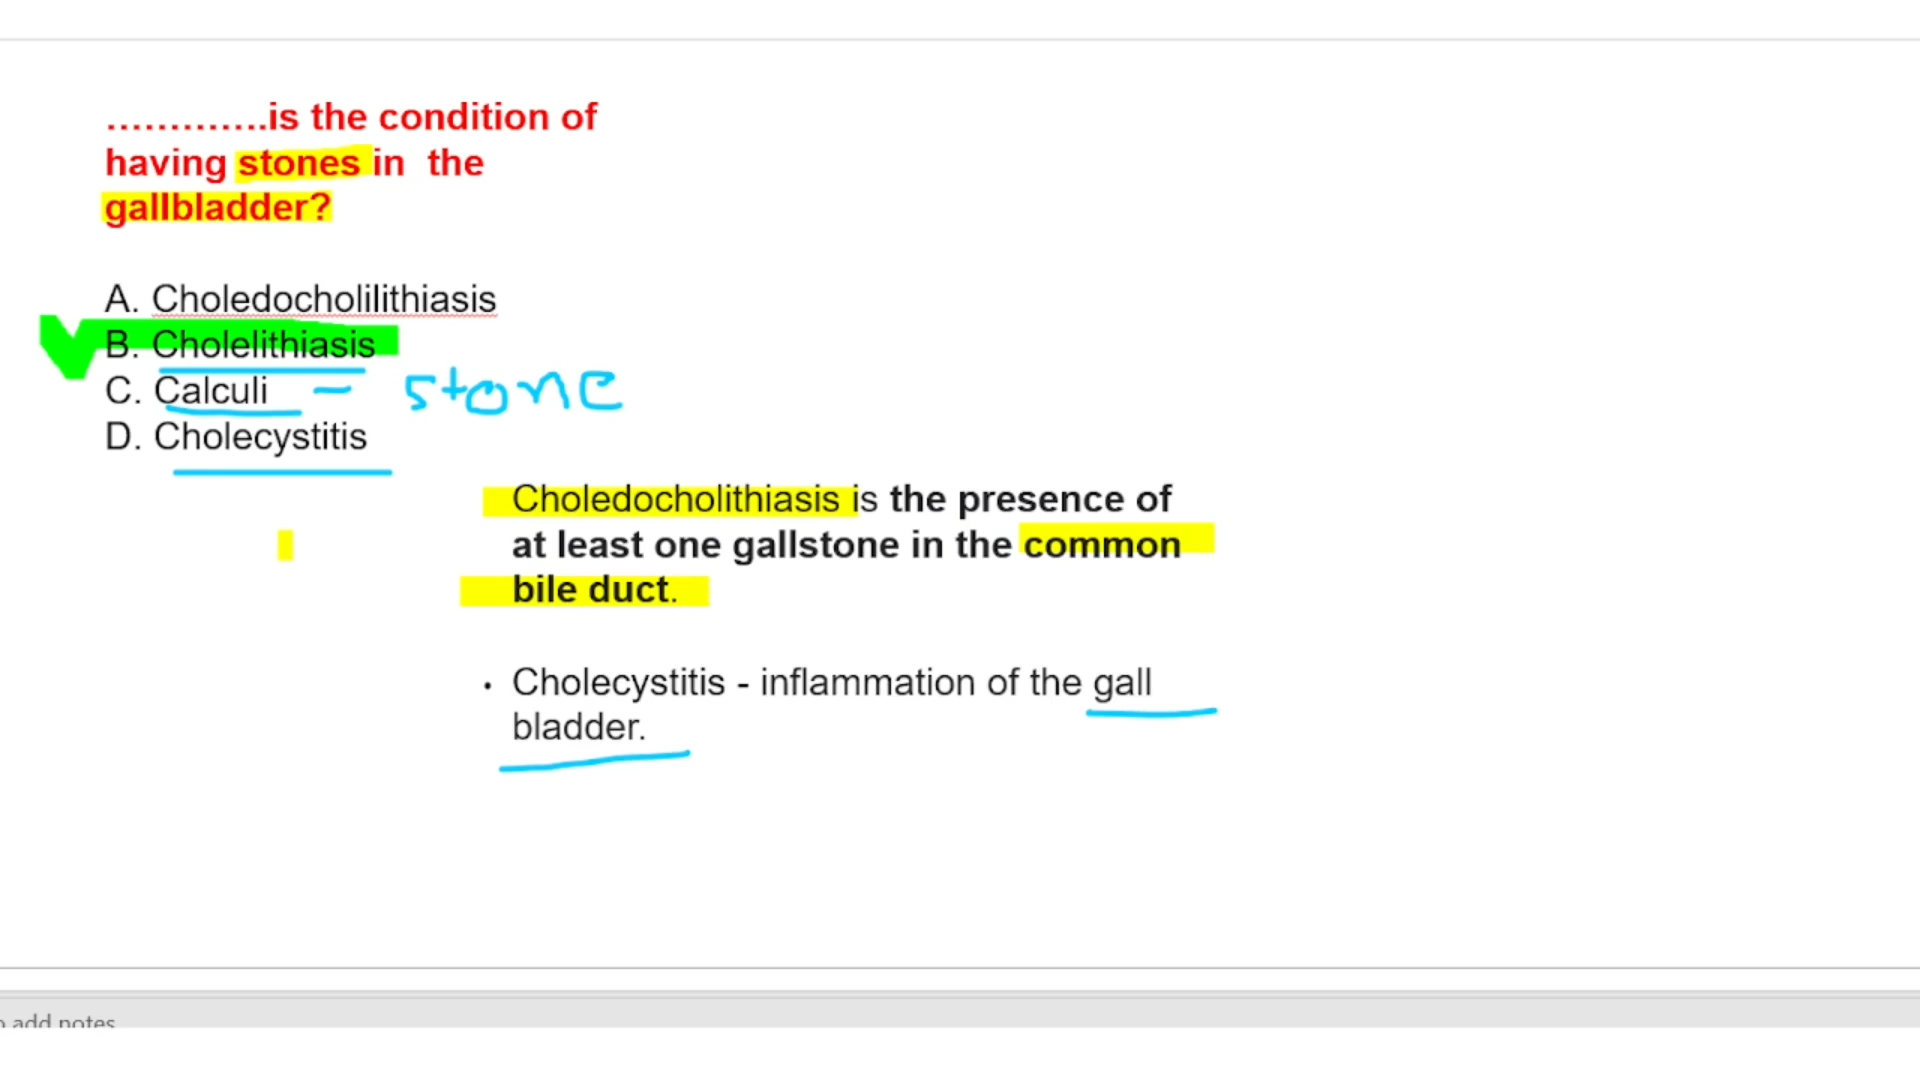 .............is the condition of
having stones in the
gallbladder?
A. Choledocholilithiasis
B. Cholelithiasis
C. Calculi – stone
D. Cholecystitis
Choledocholithiasis is the presence of
at least one gallstone in the common
bile duct.
• Cholecystitis - inflammation of the gall
bladder.
o add notes